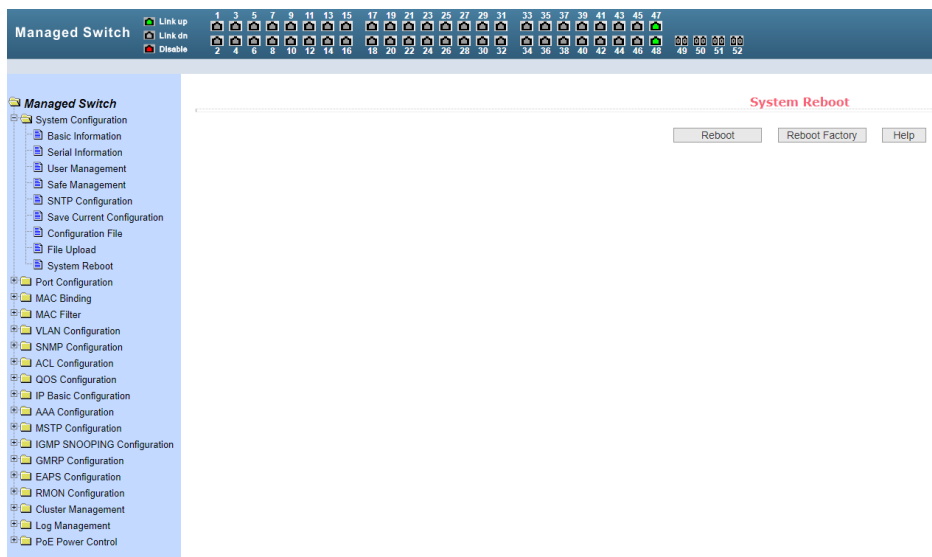 Managed Switch
Link up
Link dn
Disable
1 3 5 7 9 11 13 15 17 19 21 23 25 27 29 31 33 35 37 39 41 43 45 47
2 4 6 8 10 12 14 16 18 20 22 24 26 28 30 32 34 36 38 40 42 44 46 48 49 50 51 52
Managed Switch
System Configuration
Basic Information
Serial Information
User Management
Safe Management
SNTP Configuration
Save Current Configuration
Configuration File
File Upload
System Reboot
Port Configuration
MAC Binding
MAC Filter
VLAN Configuration
SNMP Configuration
ACL Configuration
QOS Configuration
IP Basic Configuration
AAA Configuration
MSTP Configuration
IGMP SNOOPING Configuration
GMRP Configuration
EAPS Configuration
RMON Configuration
Cluster Management
Log Management
PoE Power Control
System Reboot
Reboot Reboot Factory Help